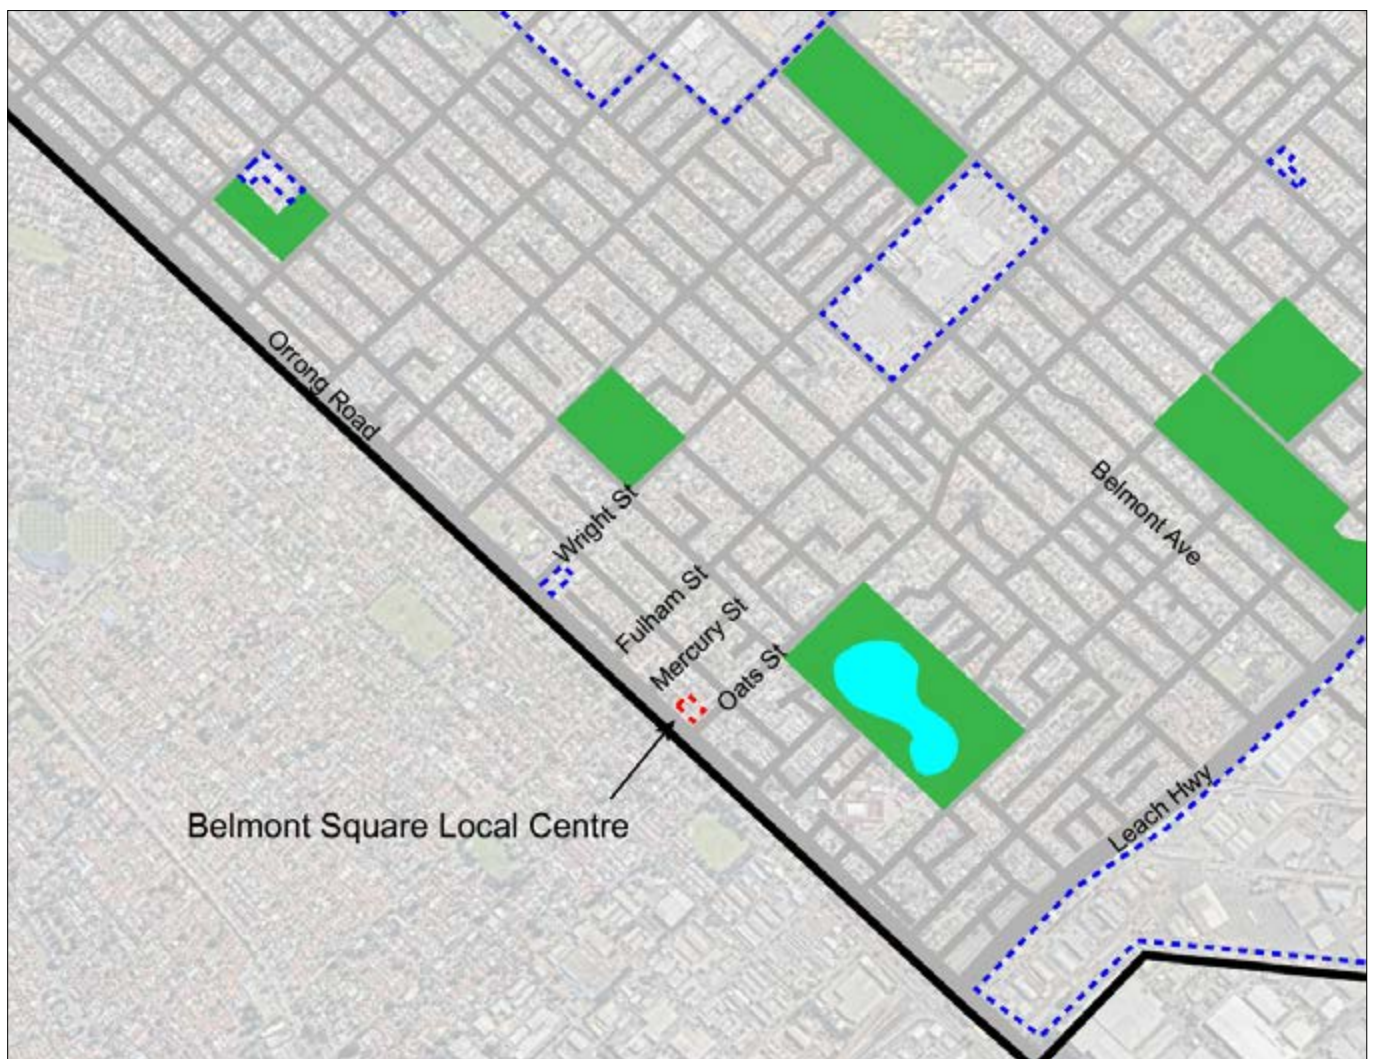 Orrong Road
Wright St
Belmont Ave
Fulham St
Mercury St
Oats St
Leach Hwy
Belmont Square Local Centre